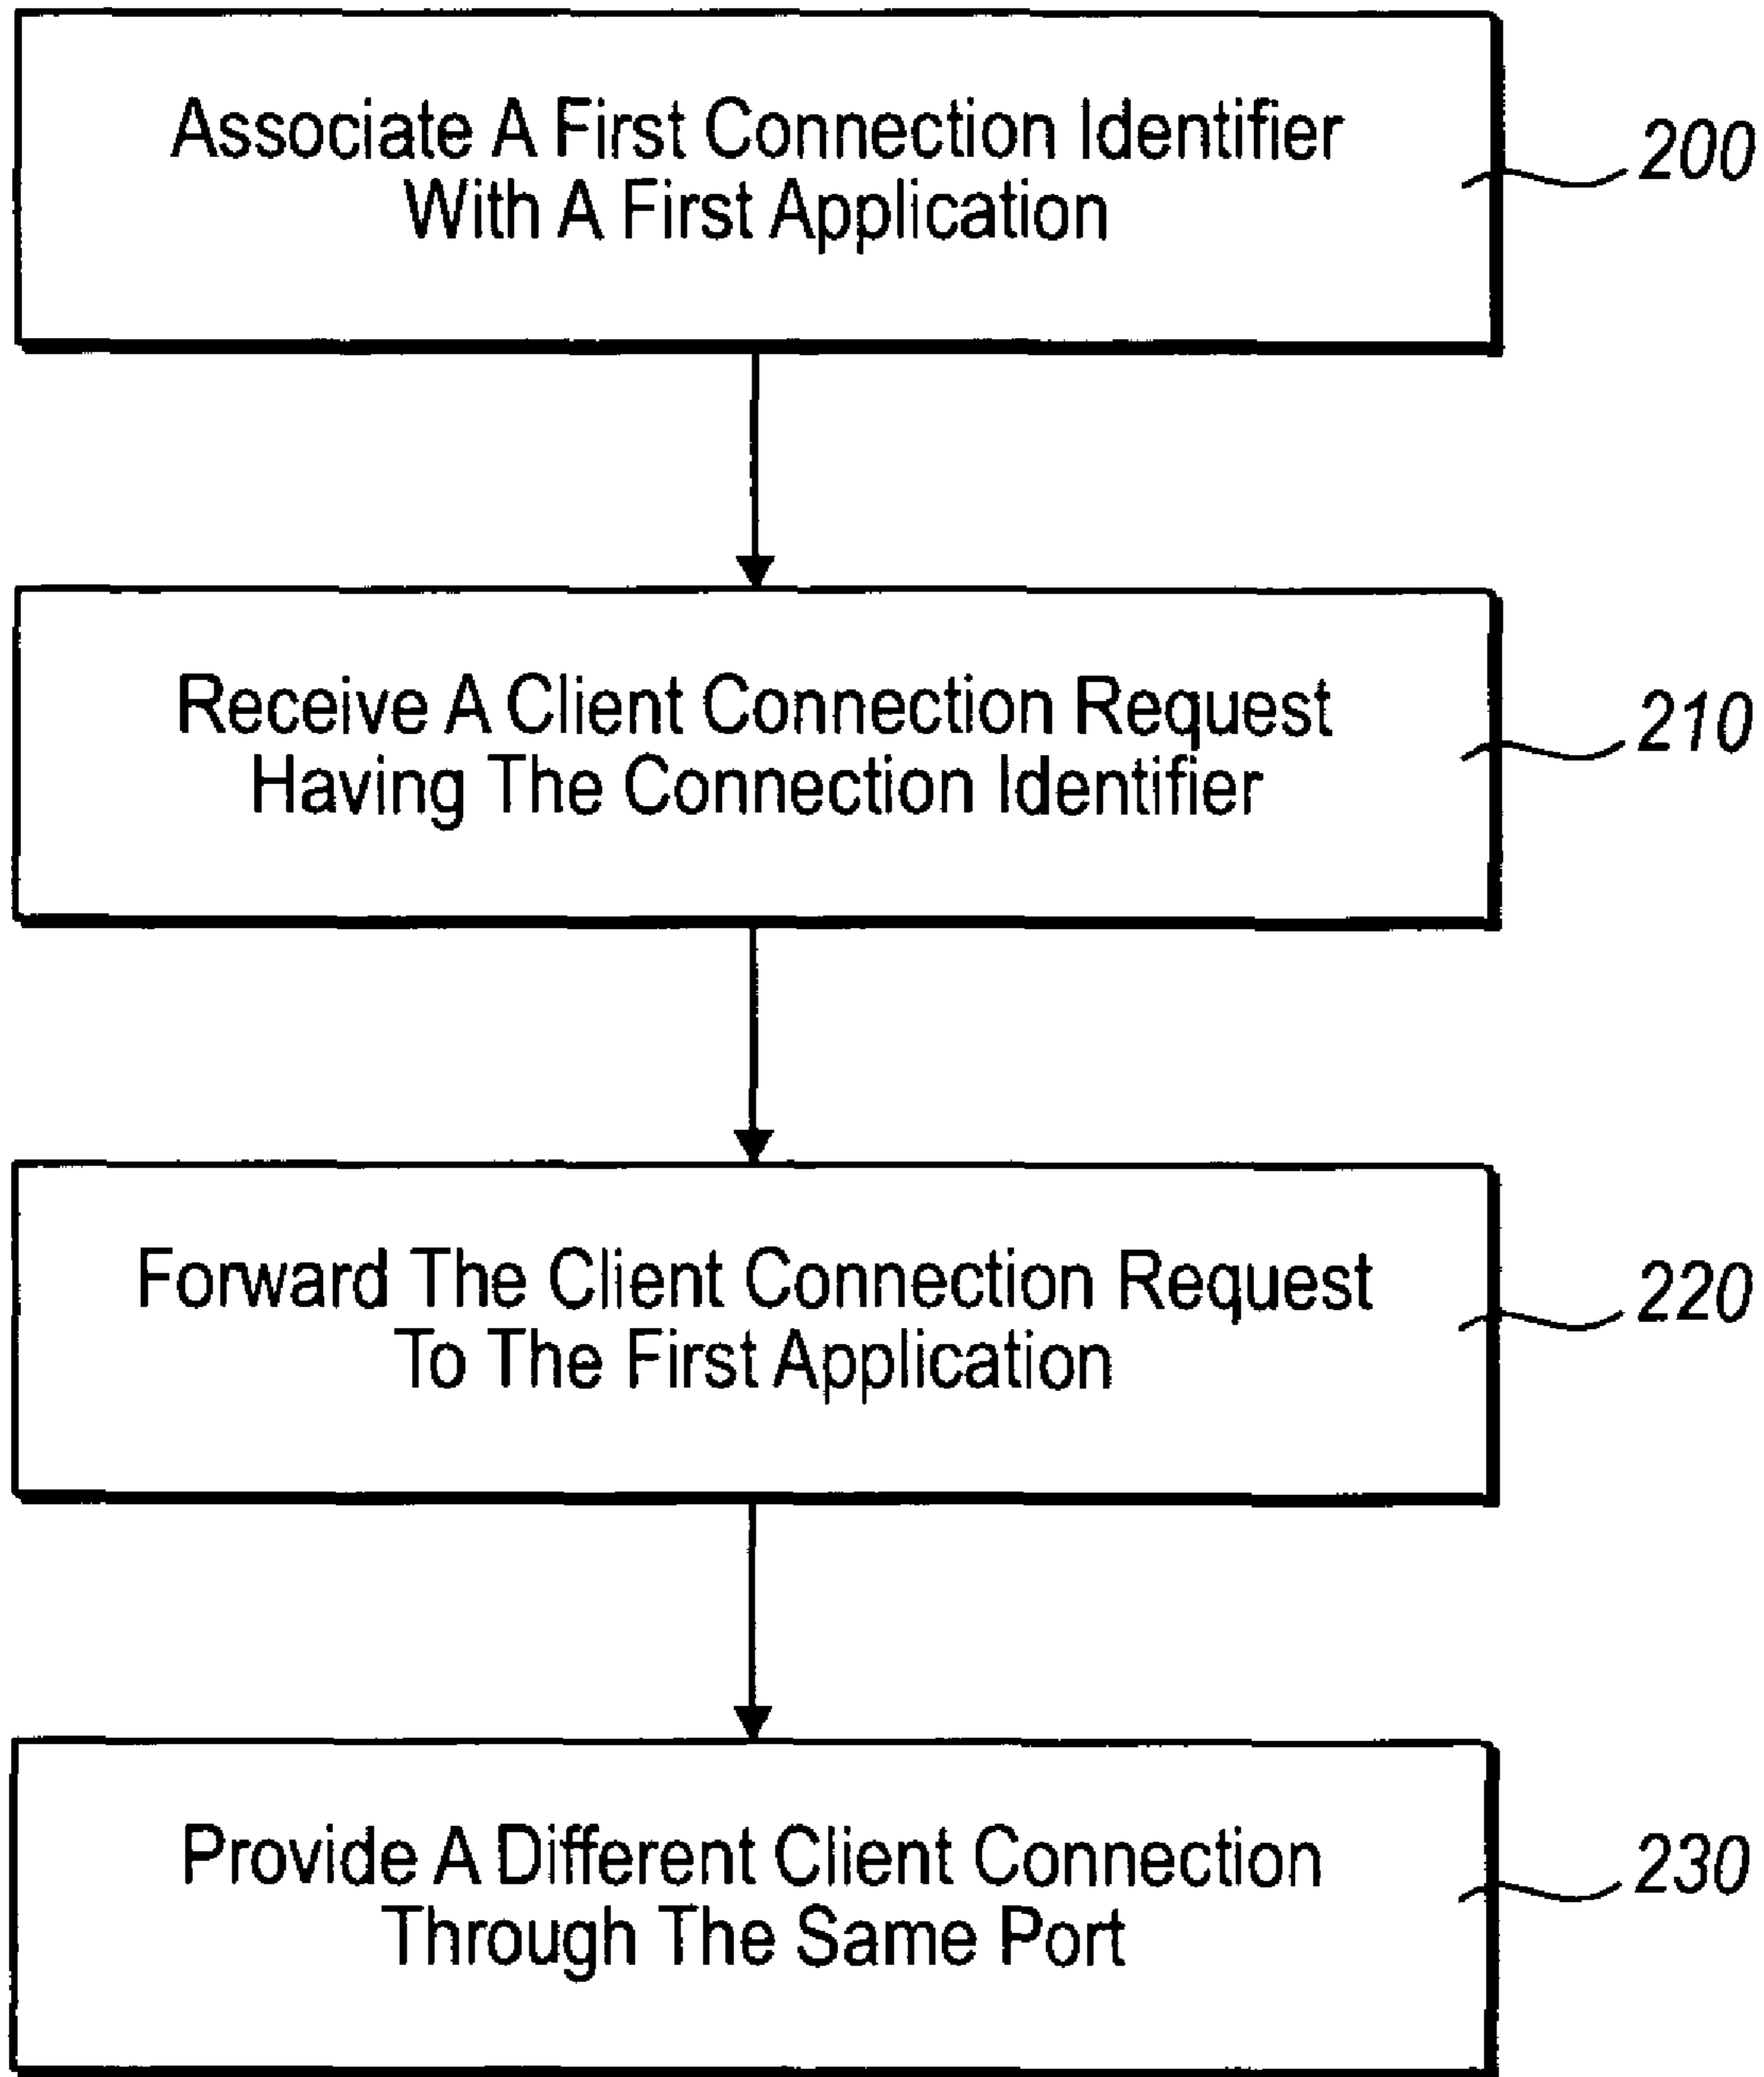 Associate A First Connection Identifier
With A First Application
200
Receive A Client Connection Request
Having The Connection Identifier
210
Forward The Client Connection Request
To The First Application
220
Provide A Different Client Connection
Through The Same Port
230